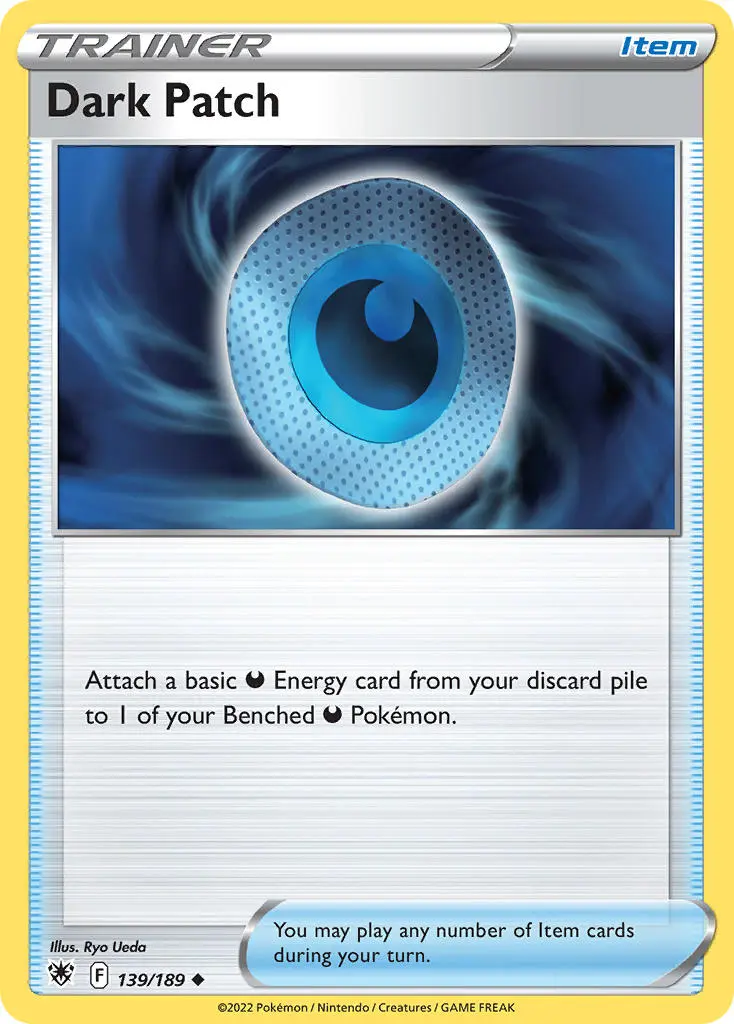 TRAINER
Item
Dark Patch
Attach a basic Energy card from your discard pile
to 1 of your Benched Pokémon.
You may play any number of Item cards
during your turn.
Illus. Ryo Ueda
F 139/189
©2022 Pokémon / Nintendo / Creatures / GAME FREAK